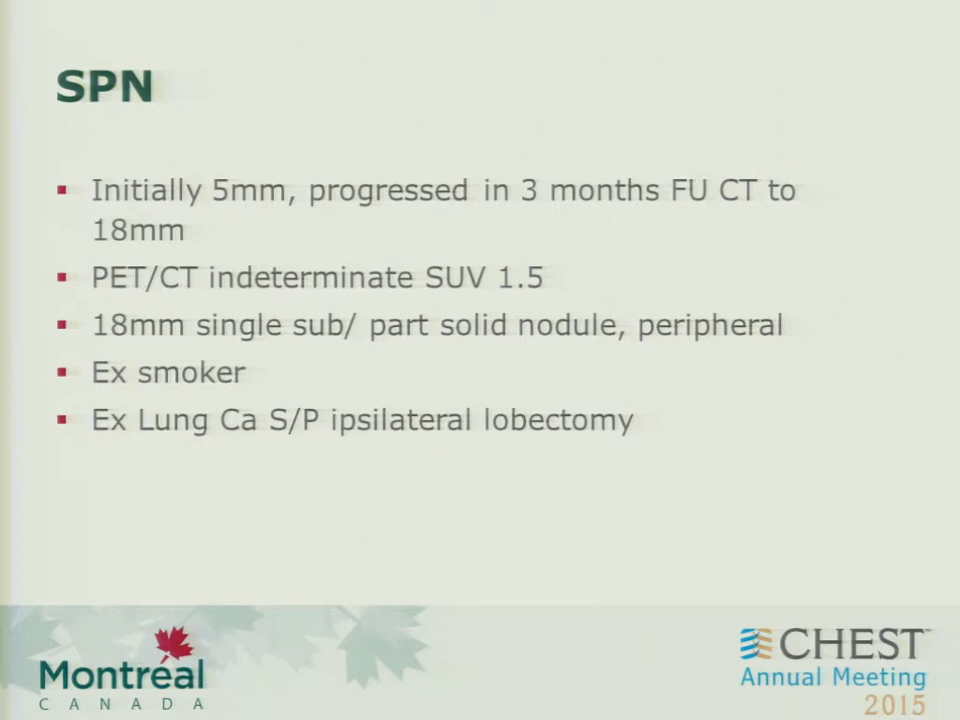 SPN
Initially 5mm, progressed in 3 months FU CT to
18mm
PET/CT indeterminate SUV 1.5
18mm single sub/ part solid nodule, peripheral
Ex smoker
Ex Lung Ca S/P ipsilateral lobectomy
Montréal
CANADA
CHEST
Annual Meeting
2015